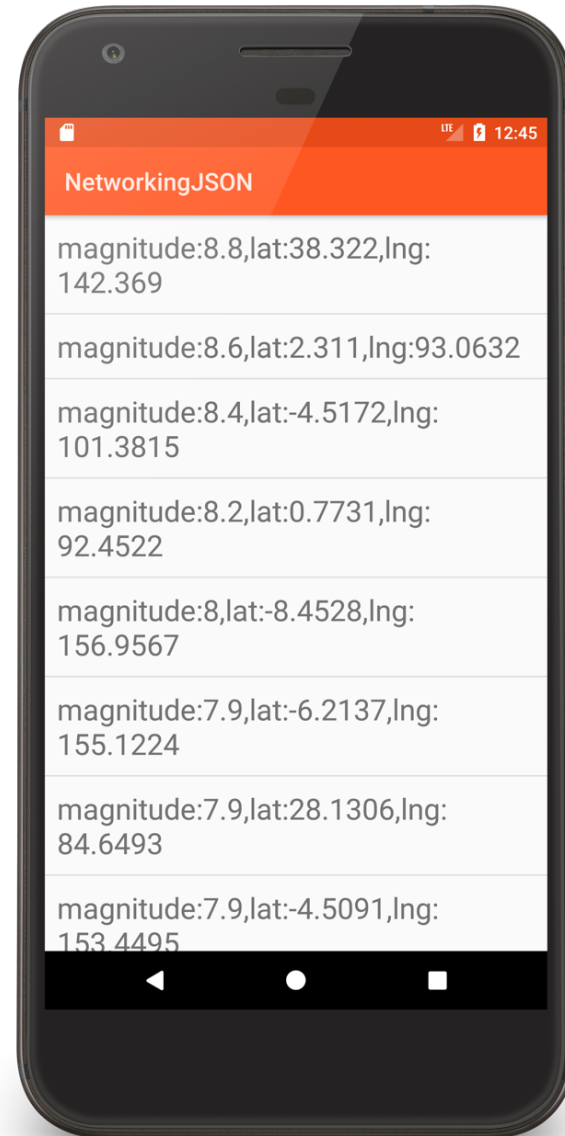 LTE 12:45
NetworkingJSON
magnitude:8.8,lat:38.322,lng:
142.369
magnitude:8.6,lat:2.311,lng:93.0632
magnitude:8.4,lat:-4.5172,lng:
101.3815
magnitude:8.2,lat:0.7731,lng:
92.4522
magnitude:8,lat:-8.4528,lng:
156.9567
magnitude:7.9,lat:-6.2137,lng:
155.1224
magnitude:7.9,lat:28.1306,lng:
84.6493
magnitude:7.9,lat:-4.5091,lng:
153.4495